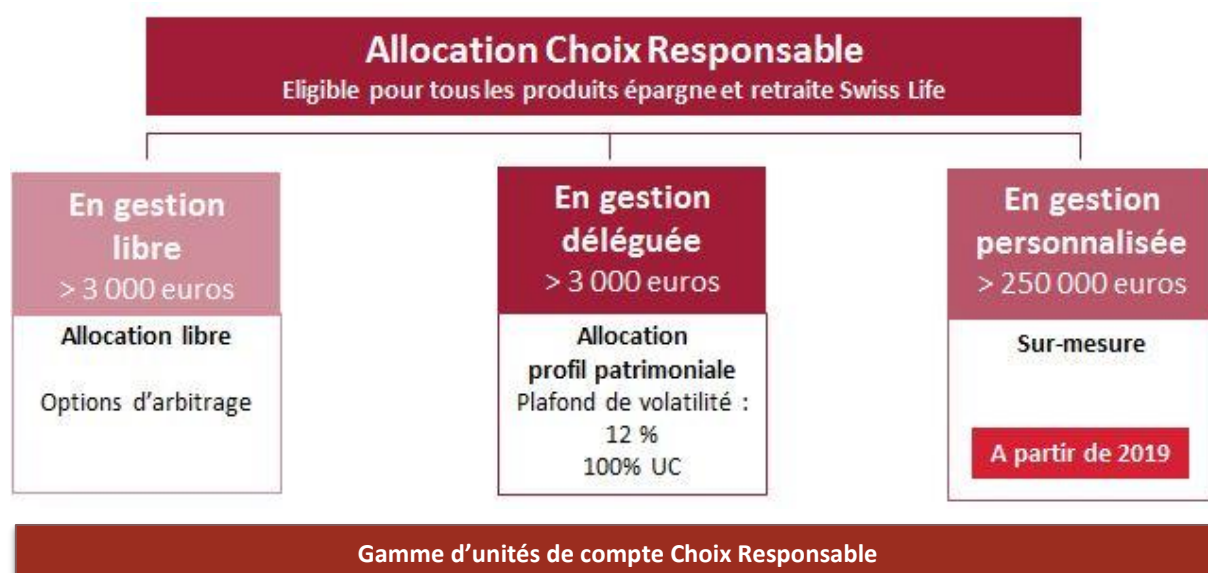 Allocation Choix Responsable
Eligible pour tous les produits épargne et retraite Swiss Life
En gestion
libre
> 3 000 euros
Allocation libre
Options d'arbitrage
En gestion
déléguée
> 3 000 euros
Allocation
profil patrimoniale
Plafond de volatilité :
12 %
100% UC
En gestion
personnalisée
> 250 000 euros
Sur-mesure
A partir de 2019
Gamme d'unités de compte Choix Responsable